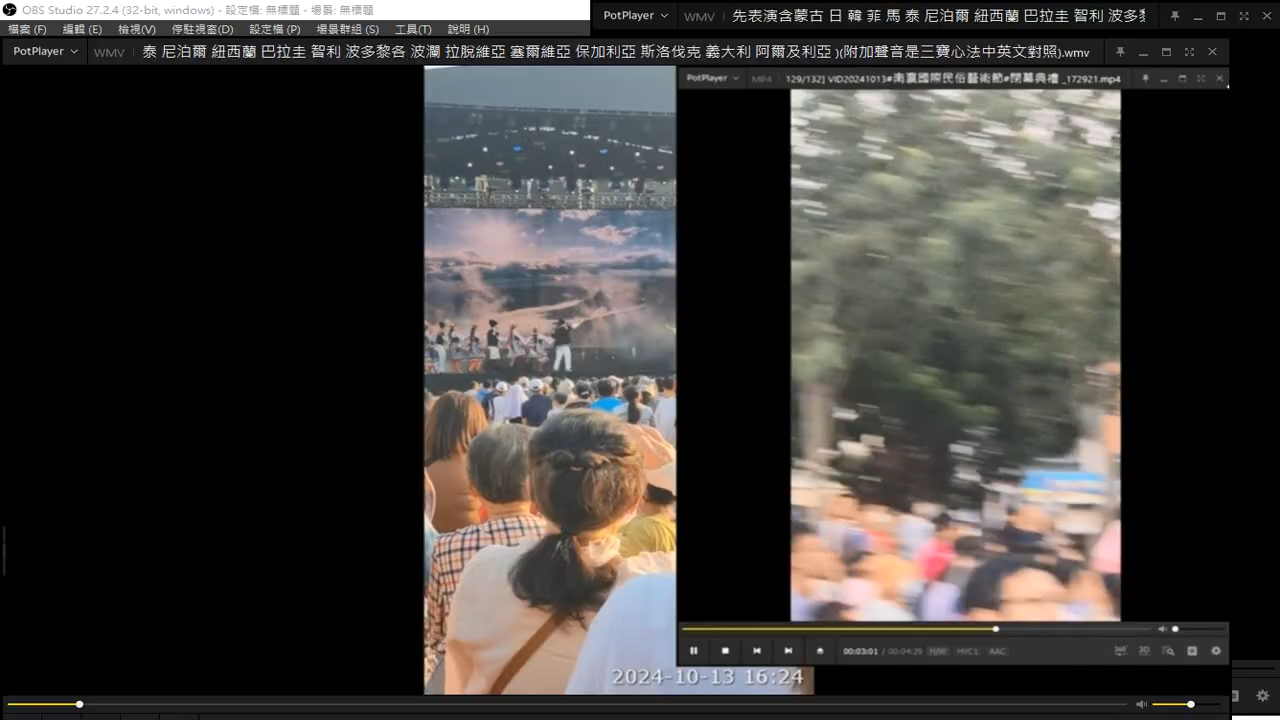 OBS Studio 27.2.4 (32-bit, windows) - 設定檔: 無標題 - 場景: 無標題
PotPlayer WMV 先表演含蒙古 日 韓 菲 馬 泰 尼泊爾 紐西蘭 巴拉圭 智利 波多黎
檔案 (F) 編輯 (E) 檢視(V) 停駐視窗(D) 設定檔 (P) 場景群組 (S) 工具(T) 說明 (H)
PotPlayer WMV 泰 尼泊爾 紐西蘭 巴拉圭 智利 波多黎各 波瀾 拉脫維亞 塞爾維亞 保加利亞 斯洛伐克 義大利 阿爾及利亞 )(附加聲音是三寶心法中英文對照).wmv
PotPlayer MP4 129/132] VID20241013#南瀛國際民俗藝術節#閉幕典禮 _172921.mp4
00:03:01 / 00:04:29 H/W HVC1 AAC
2024-10-13 16:24